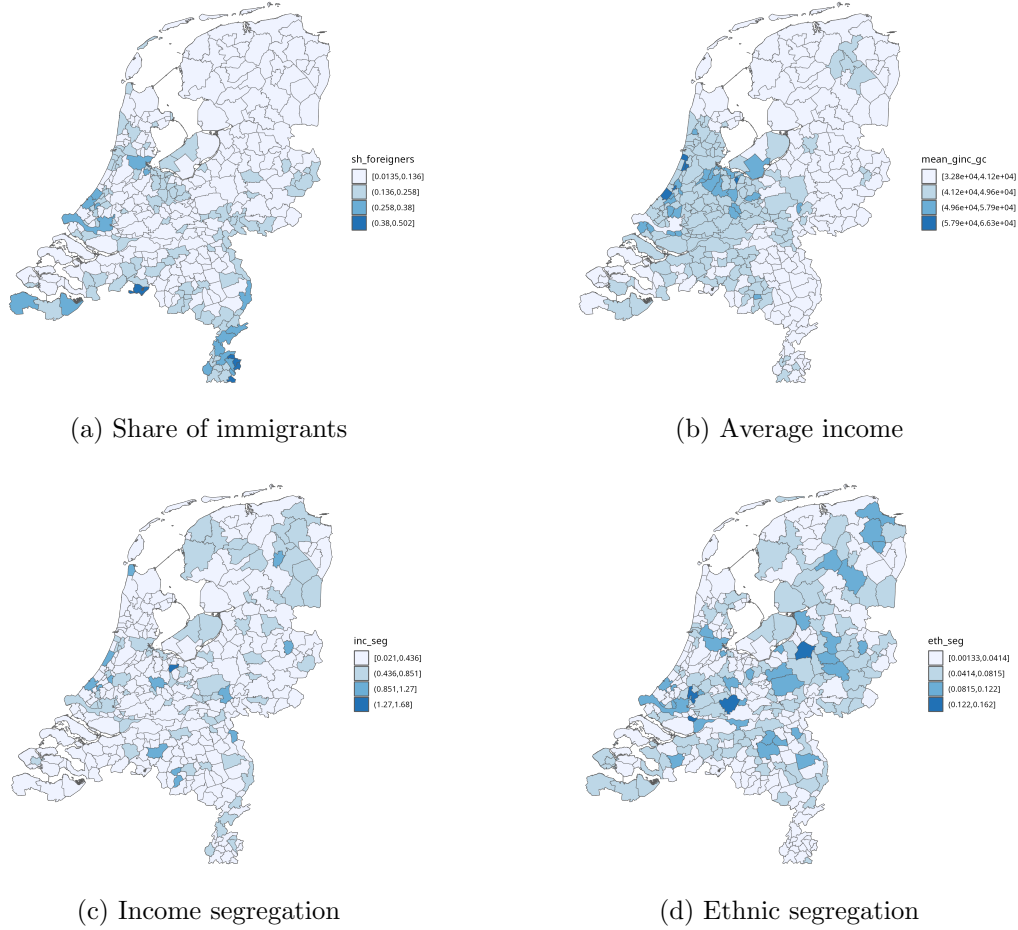 sh_foreigners
[0.0135,0.136]
(0.136,0.258]
(0.258,0.38]
(0.38,0.502]
mean_ginc_gc
[3.28e+04,4.12e+04]
(4.12e+04,4.96e+04]
(4.96e+04,5.79e+04]
(5.79e+04,6.63e+04]
(a) Share of immigrants
(b) Average income
inc_seg
[0.021,0.436]
(0.436,0.851]
(0.851,1.27]
(1.27,1.68]
eth_seg
[0.00133,0.0414]
(0.0414,0.0815]
(0.0815,0.122]
(0.122,0.162]
(c) Income segregation
(d) Ethnic segregation